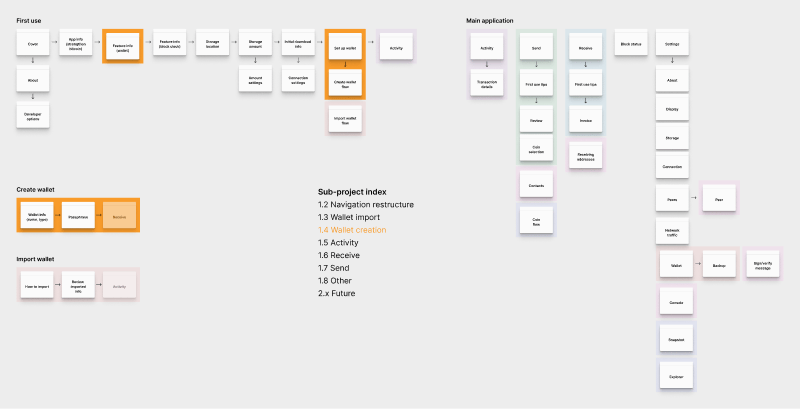 First use
Cover
App info
(strengthen
bitcoin)
Feature info
(wallet)
Feature info
(block clock)
Storage
location
Storage
amount
Initial download
info
Set up wallet
Activity
About
Amount
settings
Connection
settings
Create wallet
flow
Developer
options
Import wallet
flow
Create wallet
Wallet info
(name, type)
Passphrase
Receive
Import wallet
How to import
Review
imported
info
Activity
Sub-project index
1.2 Navigation restructure
1.3 Wallet import
1.4 Wallet creation
1.5 Activity
1.6 Receive
1.7 Send
1.8 Other
2.x Future
Main application
Activity
Send
Receive
Block status
Settings
Transaction
details
First use tips
First use tips
About
Review
Invoice
Display
Coin
selection
Receiving
addresses
Storage
Connection
Contacts
Peers
Peer
Coin
flow
Network
traffic
Wallet
Backup
Sign/verify
message
Console
Snapshot
Explorer